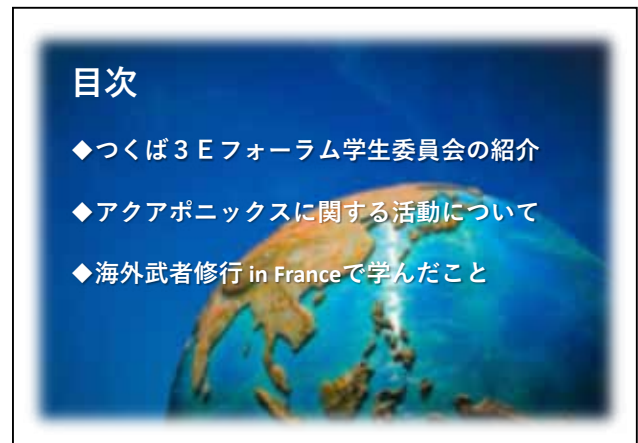 目次
◆つくば３Ｅフォーラム学生委員会の紹介
◆アクアポニックスに関する活動について
◆海外武者修行 in Franceで学んだこと